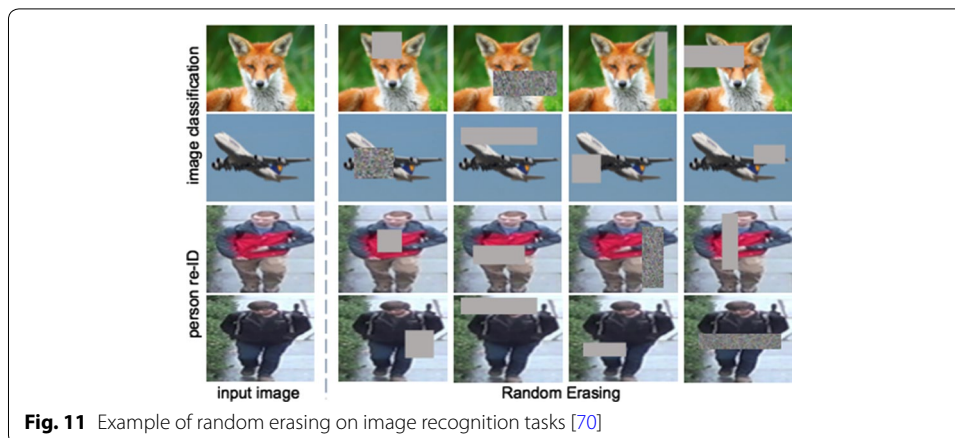 image classification
person re-ID
input image
Random Erasing
Fig. 11 Example of random erasing on image recognition tasks [70]